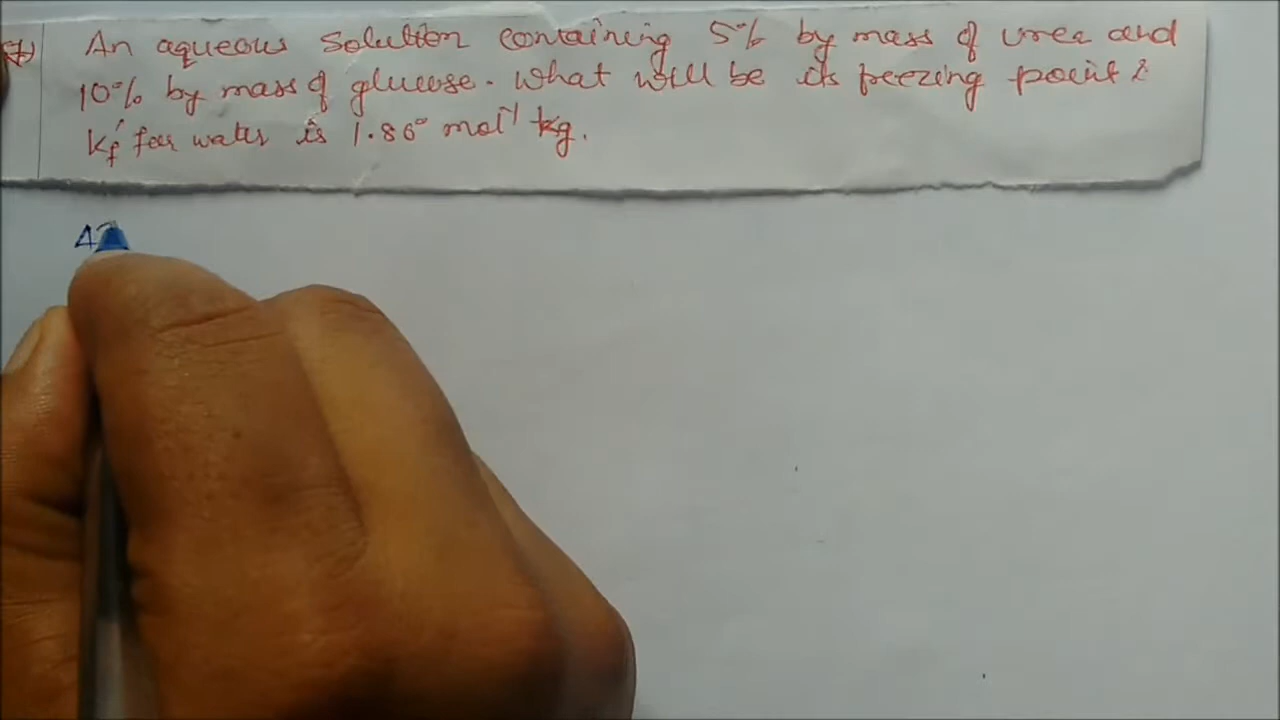 An aqueous solution containing 5% by mass of urea and
10% by mass of glucose. What will be its freezing point?
Kf for water is 1.86° mol⁻¹ kg.
4